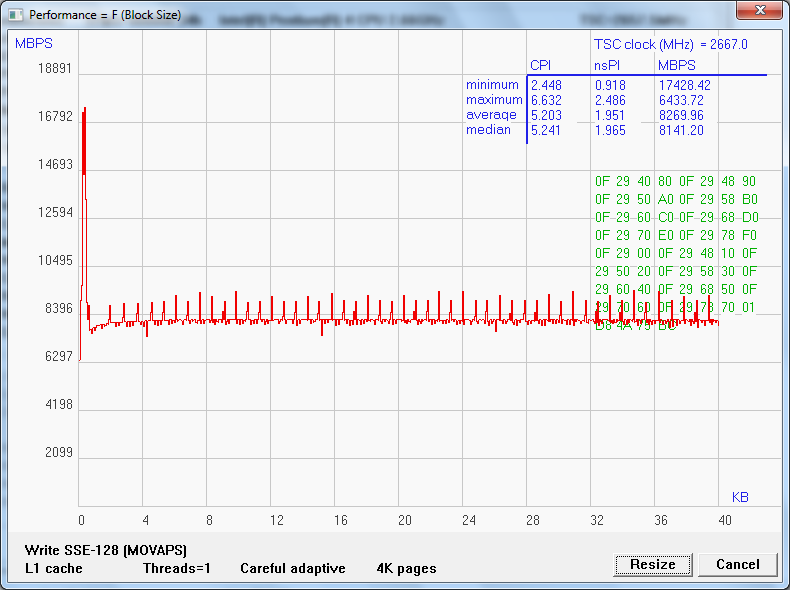 Performance = F (Block Size)
MBPS
TSC clock (MHz) = 2667.0
CPI nsPI MBPS
minimum 2.448 0.918 17428.42
maximum 6.632 2.486 6433.72
average 5.203 1.951 8269.96
median 5.241 1.965 8141.20
18891
16792
14693
12594
10495
8396
6297
4198
2099
0F 29 40 80 0F 29 48 90
0F 29 50 A0 0F 29 58 B0
0F 29 60 C0 0F 29 68 D0
0F 29 70 E0 0F 29 78 F0
0F 29 00 0F 29 48 10 0F
29 50 20 0F 29 58 30 0F
29 60 40 0F 29 68 50 0F
29 70 60 0F 29 78 70 01
D8 4A 75
KB
0 4 8 12 16 20 24 28 32 36 40
Write SSE-128 (MOVAPS)
L1 cache Threads=1 Careful adaptive 4K pages
Resize Cancel